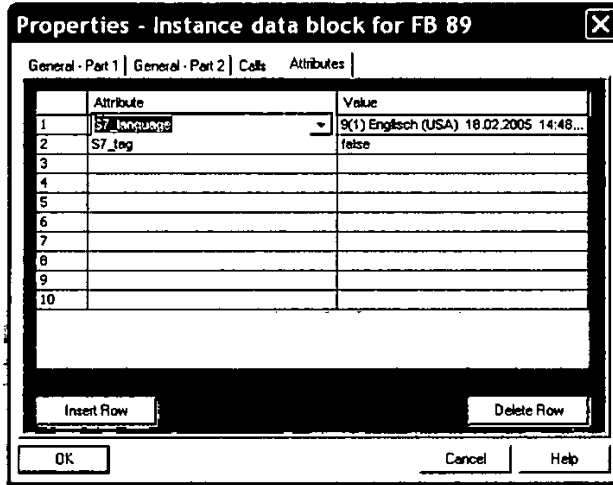 Properties - Instance data block for FB 89
General - Part 1 General - Part 2 Calls Attributes
Attribute Value
1 S7_language 9(1) Englisch (USA) 18.02.2005 14:48...
2 S7_tag false
3
4
5
6
7
8
9
10
Insert Row Delete Row
OK Cancel Help